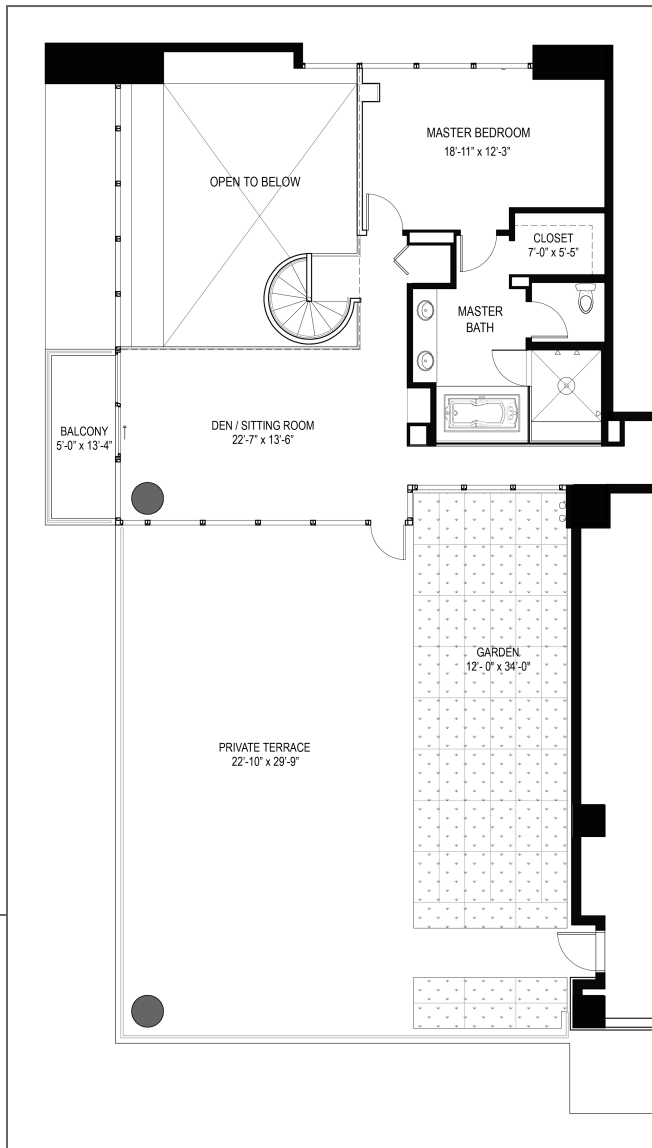 MASTER BEDROOM
18'-11" x 12'-3"
OPEN TO BELOW
CLOSET
7'-0" x 5'-5"
MASTER
BATH
BALCONY
5'-0" x 13'-4"
DEN / SITTING ROOM
22'-7" x 13'-6"
GARDEN
12'- 0" x 34'-0"
PRIVATE TERRACE
22'-10" x 29'-9"